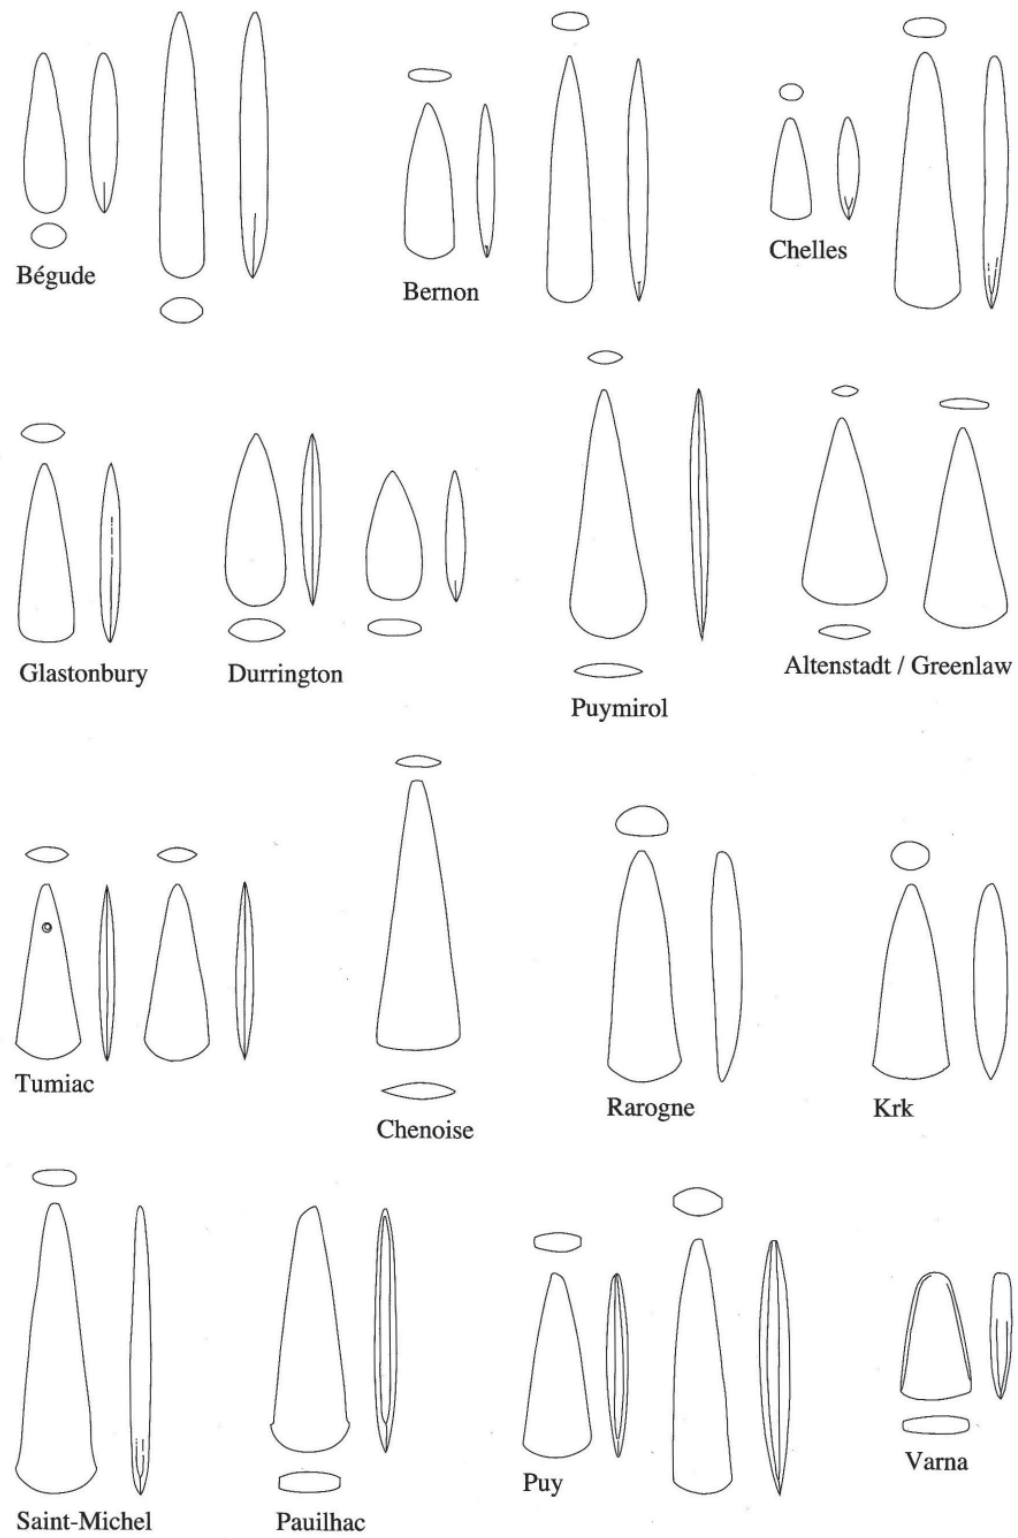 Bégude
Bernon
Chelles
Glastonbury
Durrington
Puymirol
Altenstadt / Greenlaw
Tumiac
Chenoise
Rarogne
Krk
Saint-Michel
Pauilhac
Puy
Varna